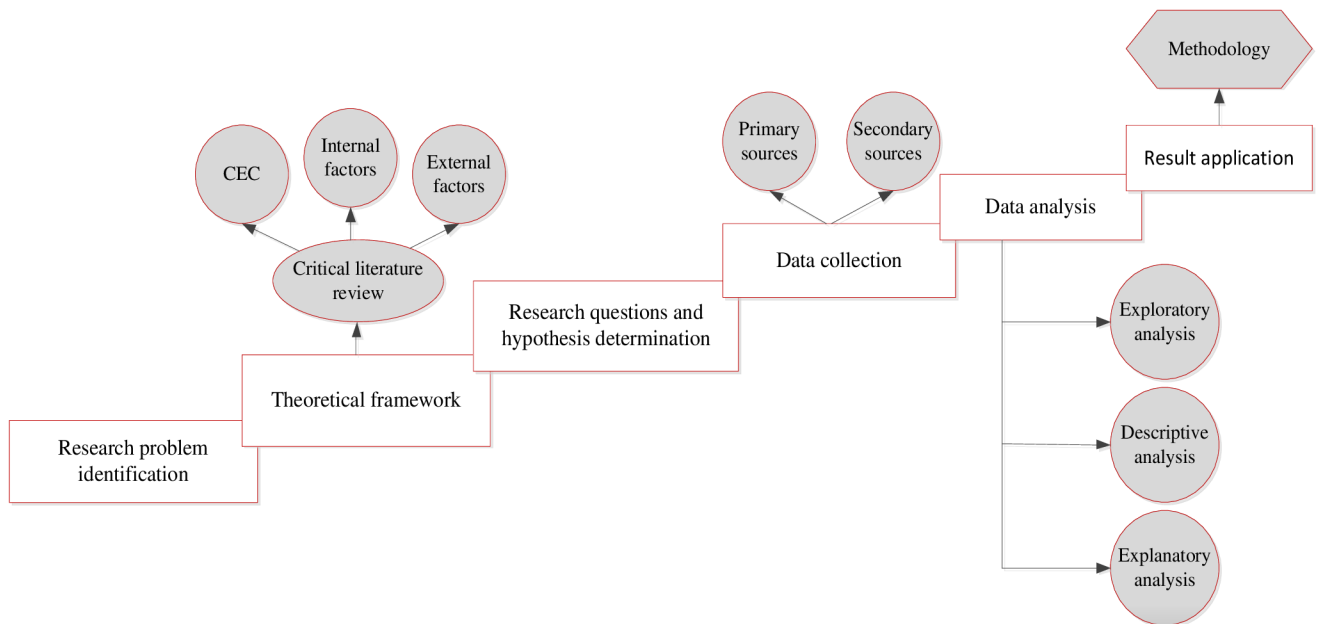 Methodology
Result application
Primary
sources
Secondary
sources
Internal
factors
CEC
External
factors
Data analysis
Data collection
Critical literature
review
Research questions and
hypothesis determination
Exploratory
analysis
Theoretical framework
Descriptive
analysis
Research problem
identification
Explanatory
analysis